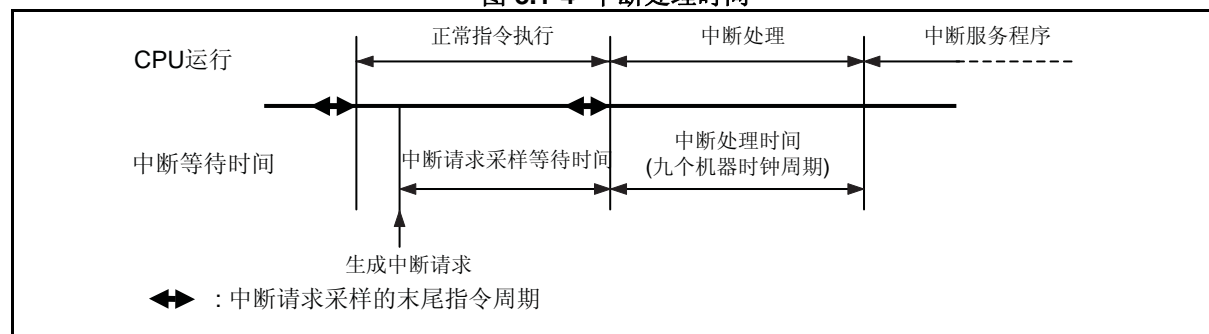 正常指令执行 中断处理 中断服务程序
CPU运行
中断等待时间
中断请求采样等待时间
中断处理时间
(九个机器时钟周期)
生成中断请求
: 中断请求采样的末尾指令周期